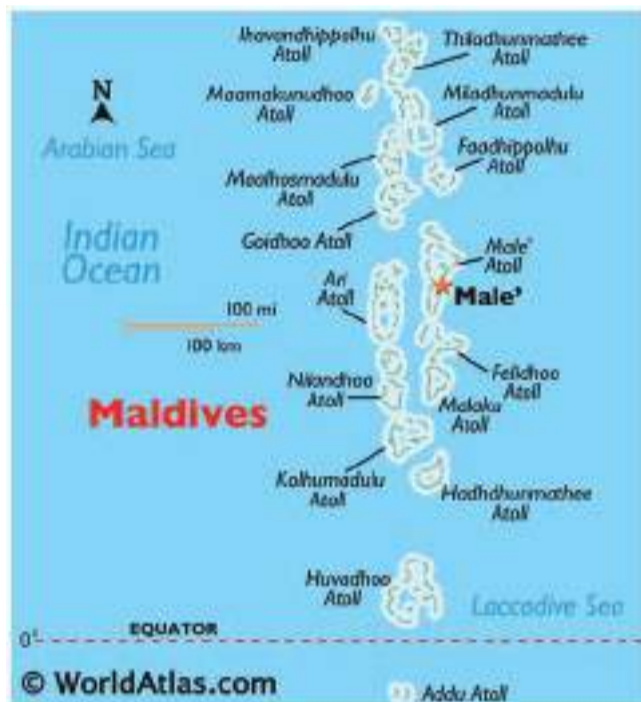 Ihavandhippolhu
Atoll
Thiladhunmathee
Atoll
N
Maamakunudhoo
Atoll
Miladhunmadulu
Atoll
Arabian Sea
Faadhippolhu
Atoll
Maalhosmadulu
Atoll
Goidhoo Atoll
Indian
Ocean
Male'
Atoll
Ari
Atoll
Male'
100 mi
100 km
Felidhoo
Atoll
Nilandhoo
Atoll
Maldives
Mulaku
Atoll
Kolhumadulu
Atoll
Hadhdhunmathee
Atoll
Huvadhoo
Atoll
Laccadive Sea
EQUATOR
0°
© WorldAtlas.com
Addu Atoll